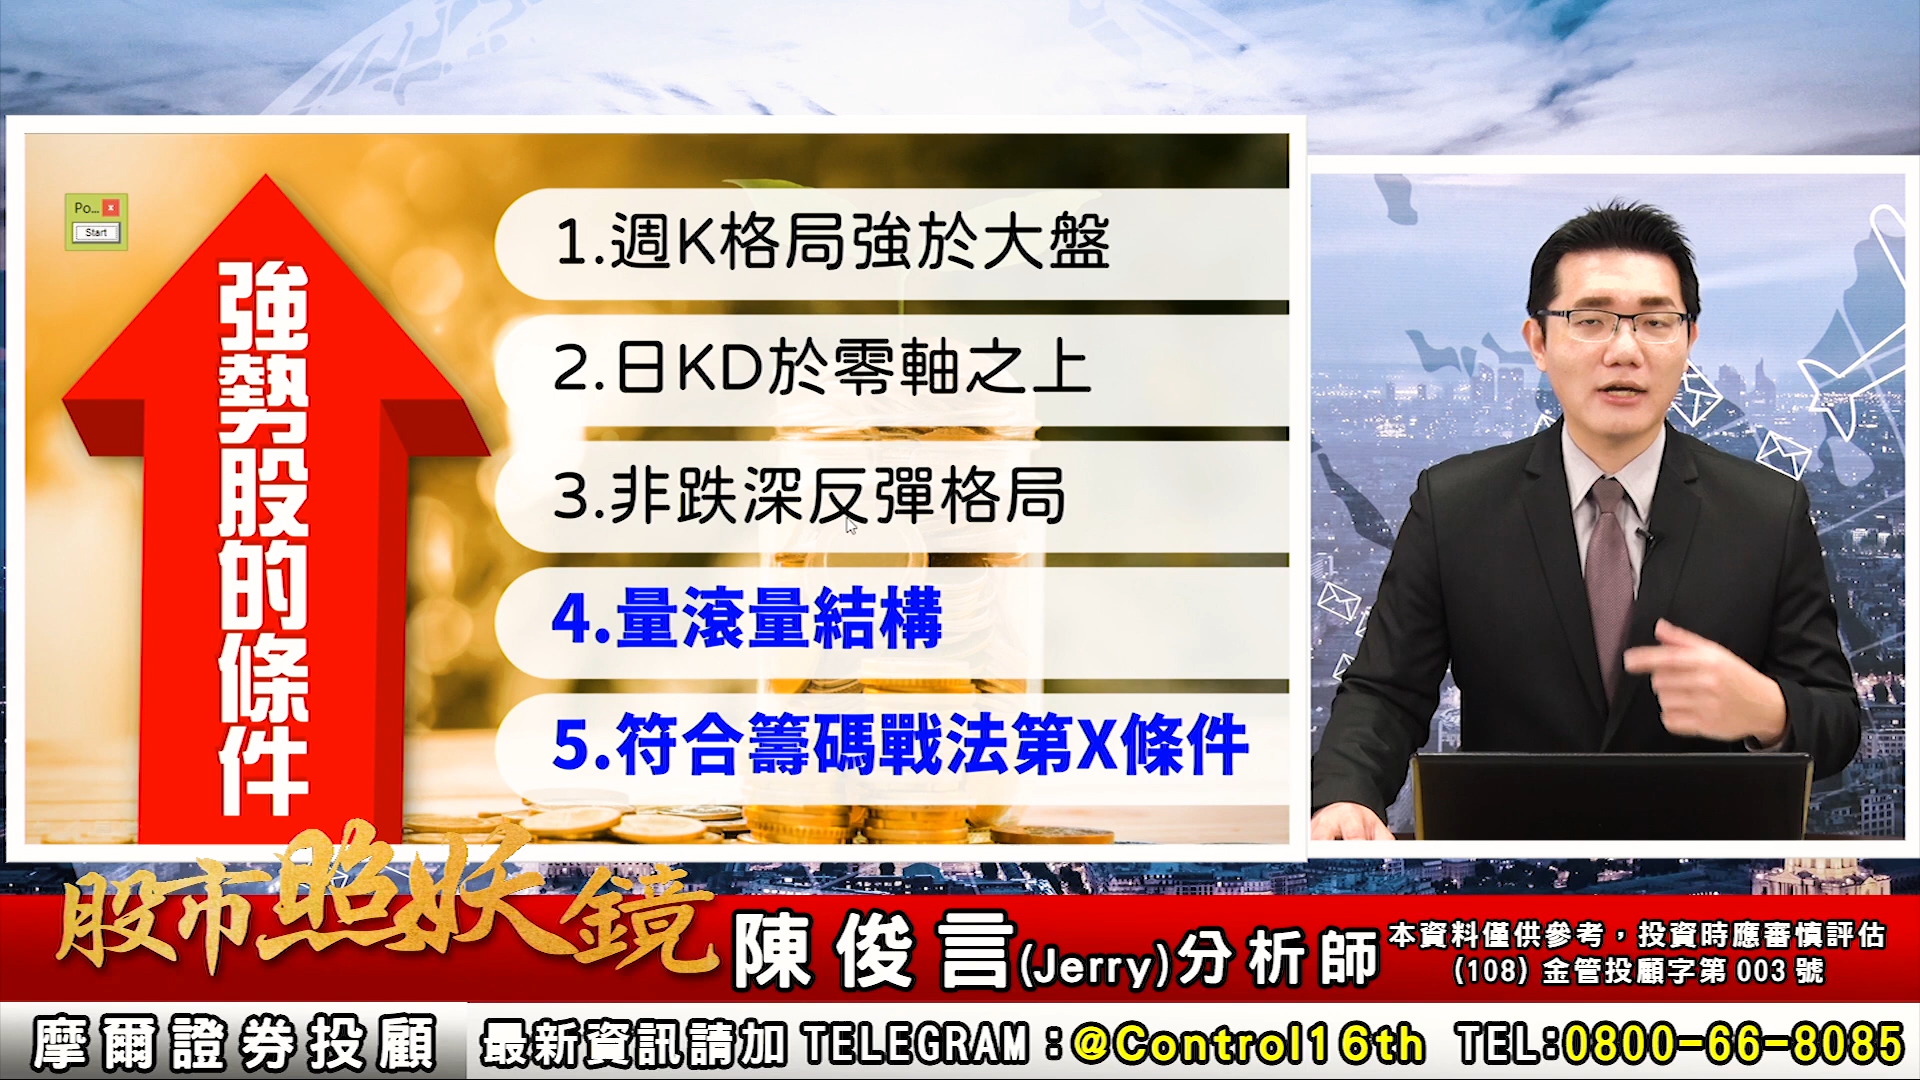 Po...
x
Start
強勢股的條件
1.週K格局強於大盤
2.日KD於零軸之上
3.非跌深反彈格局
4.量滾量結構
5.符合籌碼戰法第X條件
股市照妖鏡
陳俊言(Jerry)分析師
本資料僅供參考，投資時應審慎評估
(108) 金管投顧字第 003 號
摩爾證券投顧
最新資訊請加 TELEGRAM：@Control16th TEL:0800-66-8085